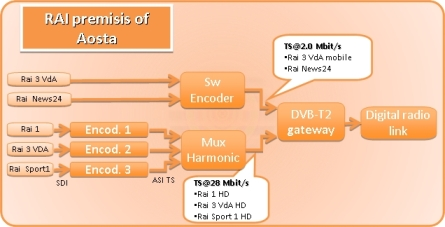 RAI premisis of
Aosta
TS@2.0 Mbit/s
•Rai 3 VdA mobile
•Rai News24
Rai 3 VdA
Rai News24
Sw
Encoder
DVB-T2
gateway
Digital radio
link
Rai 1
Encod. 1
Rai 3 VDA
Encod. 2
Rai Sport1
Encod. 3
Mux
Harmonic
SDI
ASI TS
TS@28 Mbit/s
•Rai 1 HD
•Rai 3 VdA HD
•Rai Sport 1 HD